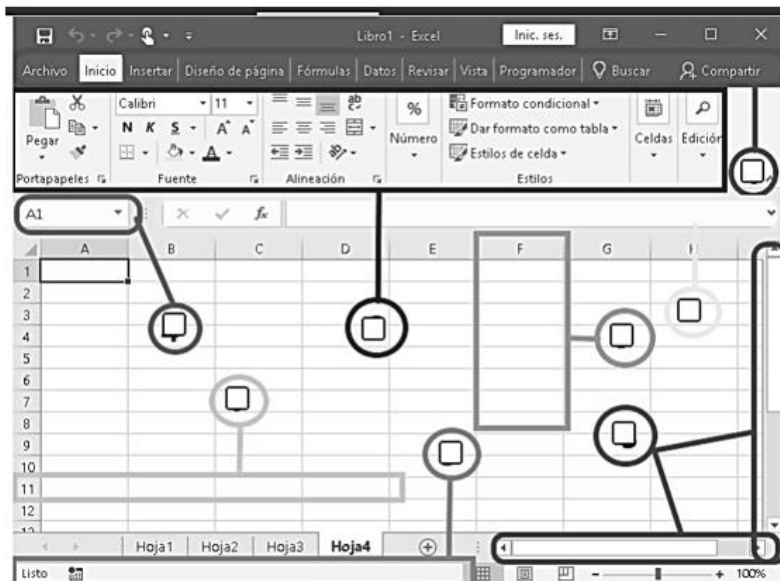 Libro1 - Excel Inic. ses.
Archivo Inicio Insertar Diseño de página Fórmulas Datos Revisar Vista Programador Buscar Compartir
Calibri 11 ab % Formato condicional
Pegar N K S A A Número Dar formato como tabla Celdas Edición
A Estilos de celda
Portapapeles Fuente Alineación Estilos
A1 fx
A B C D E F G H
1
2
3
4
5
6
7
8
9
10
11
12
Hoja1 Hoja2 Hoja3 Hoja4
Listo - + 100%